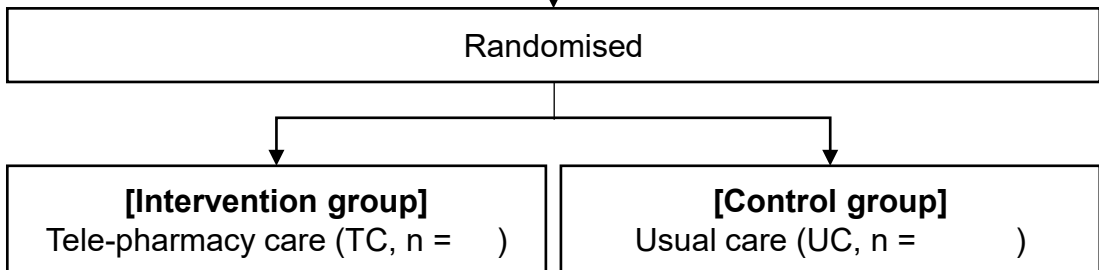 Randomised
[Intervention group]
Tele-pharmacy care (TC, n = )
[Control group]
Usual care (UC, n = )